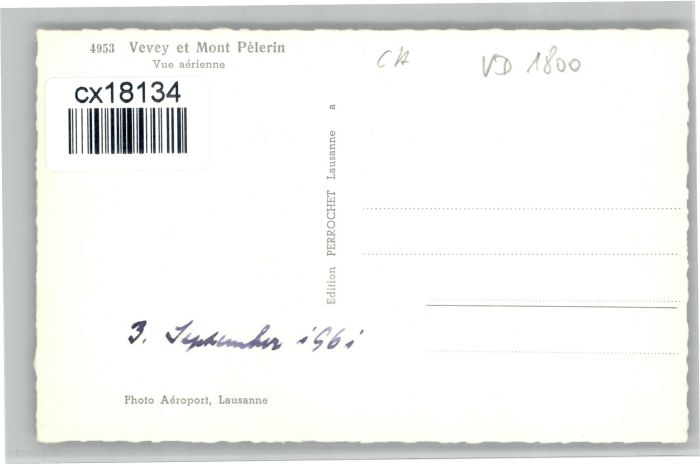 4953 Vevey et Mont Pèlerin
Vue aérienne
CH
VD 1800
cx18134
Edition PERROCHET Lausanne a
3. September 1961
Photo Aéroport, Lausanne